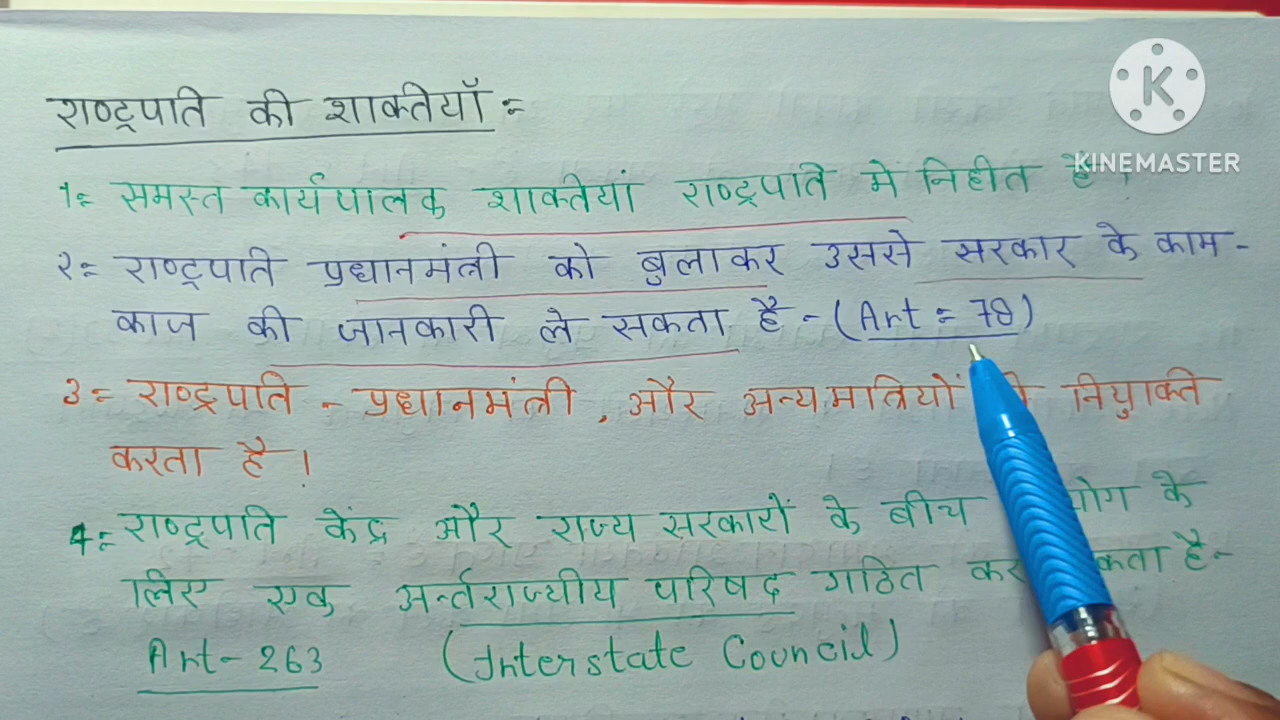 राष्ट्रपति की शक्तियाँ :-
KINEMASTER
1:- समस्त कार्यपालक शक्तियां राष्ट्रपति में निहीत हैं।
२:- राष्ट्रपति प्रधानमंत्री को बुलाकर उससे सरकार के काम-
काज की जानकारी ले सकता है - (Art = 78)
3:- राष्ट्रपति - प्रधानमंत्री, और अन्य मंत्रियों नियुक्ति
करता है।
4:- राष्ट्रपति केंद्र और राज्य सरकारों के बीच के
लिए एक अर्न्तराज्यीय परिषद गठित है-
Art - 263 (Interstate Council)